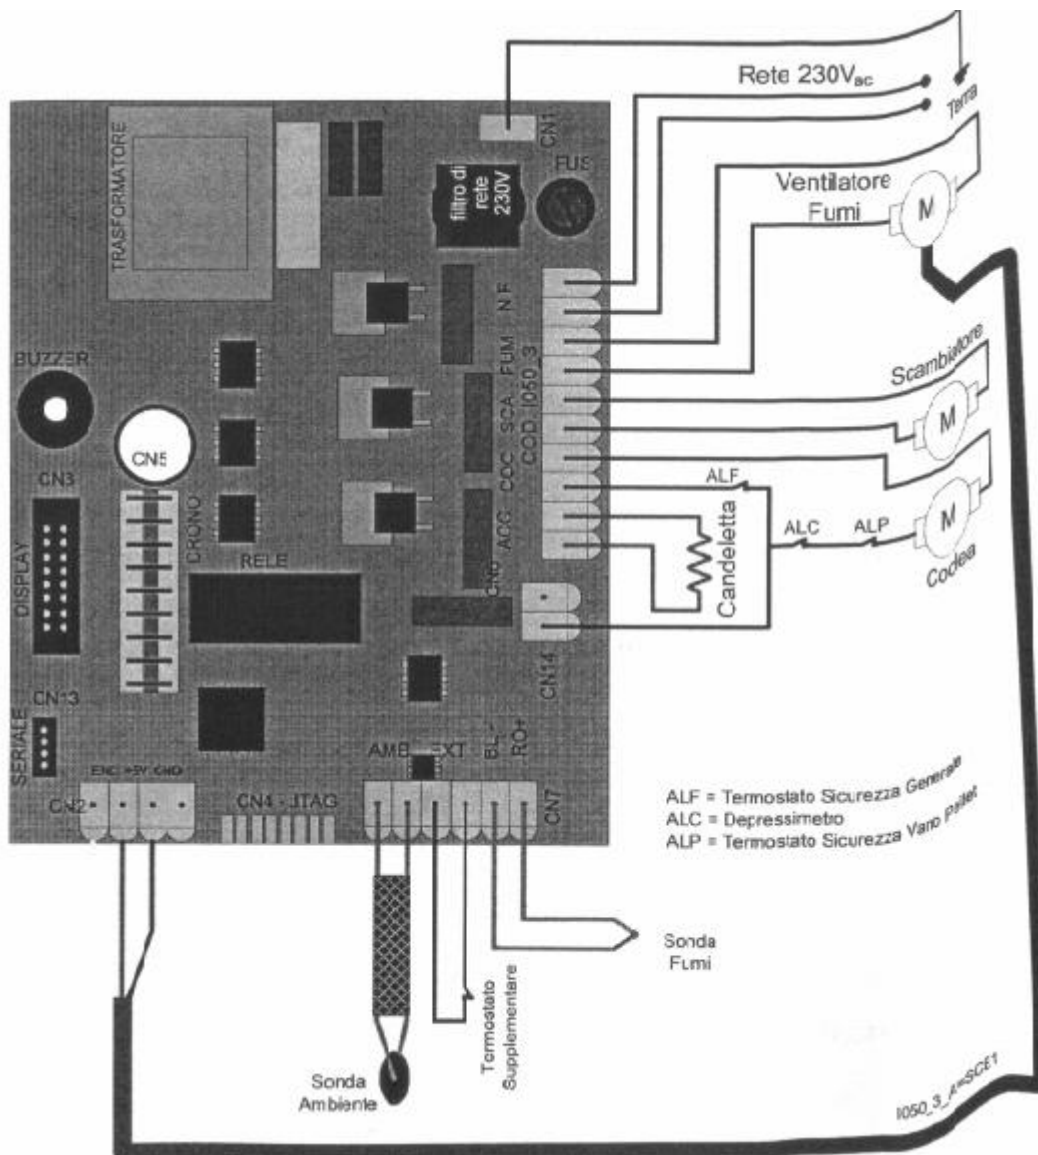 Rete 230Vac
Terra
CN1
FUS
TRASFORMATORE
filtro di
rete
230V
Ventilatore
Fumi
M
N F
FUM
SCA
COC
ACC
COD. I050_3
BUZZER
CN5
CN3
DISPLAY
CRONO
RELE
CN6
Scambiatore
M
ALF
ALC
ALP
M
Coclea
Candeletta
CN14
CN13
SERIALE
AMB EXT
BL -
RO+
ENC +5V GND
CN2
CN4 - JTAG
CN7
ALF = Termostato Sicurezza Generale
ALC = Depressimetro
ALP = Termostato Sicurezza Vano Pellet
Sonda
Fumi
Termostato
Supplementare
Sonda
Ambiente